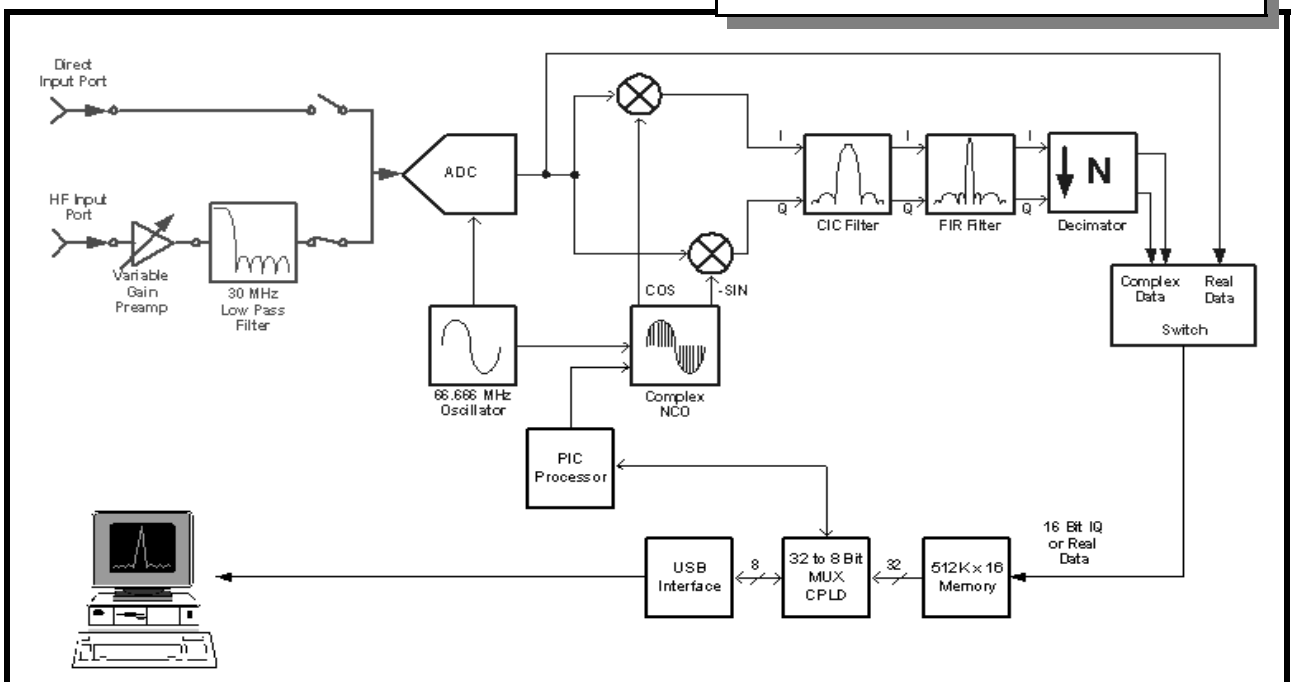 Direct
Input Port
HF Input
Port
Variable
Gain
Preamp
30 MHz
Low Pass
Filter
ADC
66.666 MHz
Oscillator
COS
-SIN
Complex
NCO
I
Q
CIC Filter
I
Q
FIR Filter
I
Q
N
Decimator
Complex
Data
Real
Data
Switch
PIC
Processor
USB
Interface
8
32 to 8 Bit
MUX
CPLD
32
512K x 16
Memory
16 Bit IQ
or Real
Data